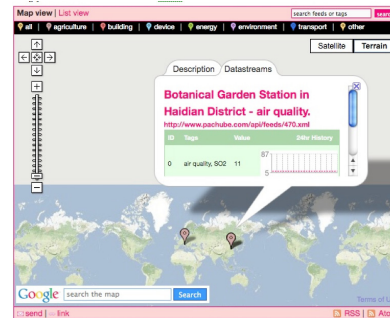 Map view | List view
search feeds or tags
all | agriculture | building | device | energy | environment | transport | other
Satellite Terrain
Description Datastreams
Botanical Garden Station in
Haidian District - air quality.
http://www.pachube.com/api/feeds/470.xml
ID Tags Value 24hr History
0 air quality, SO2 11
87
5
Google search the map Search
Terms of U
send | link
RSS | Ato